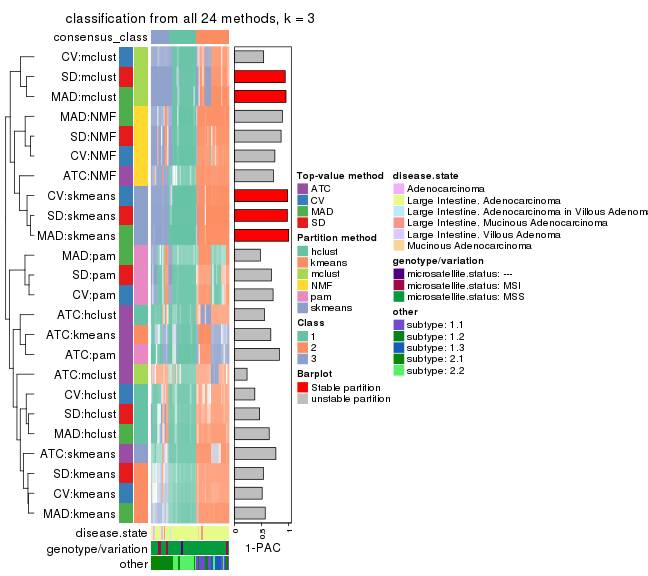 classification from all 24 methods, k = 3
consensus_class
CV:mclust
SD:mclust
MAD:mclust
MAD:NMF
SD:NMF
CV:NMF
ATC:NMF
CV:skmeans
SD:skmeans
MAD:skmeans
MAD:pam
SD:pam
CV:pam
ATC:hclust
ATC:kmeans
ATC:pam
ATC:mclust
CV:hclust
SD:hclust
MAD:hclust
ATC:skmeans
SD:kmeans
CV:kmeans
MAD:kmeans
disease.state
genotype/variation
other
0
0.5
1
1-PAC
Top-value method
ATC
CV
MAD
SD
Partition method
hclust
kmeans
mclust
NMF
pam
skmeans
Class
1
2
3
Barplot
Stable partition
unstable partition
disease.state
Adenocarcinoma
Large Intestine. Adenocarcinoma
Large Intestine. Adenocarcinoma in Villous Adenom
Large Intestine. Mucinous Adenocarcinoma
Large Intestine. Villous Adenoma
Mucinous Adenocarcinoma
genotype/variation
microsatellite.status: ---
microsatellite.status: MSI
microsatellite.status: MSS
other
subtype: 1.1
subtype: 1.2
subtype: 1.3
subtype: 2.1
subtype: 2.2